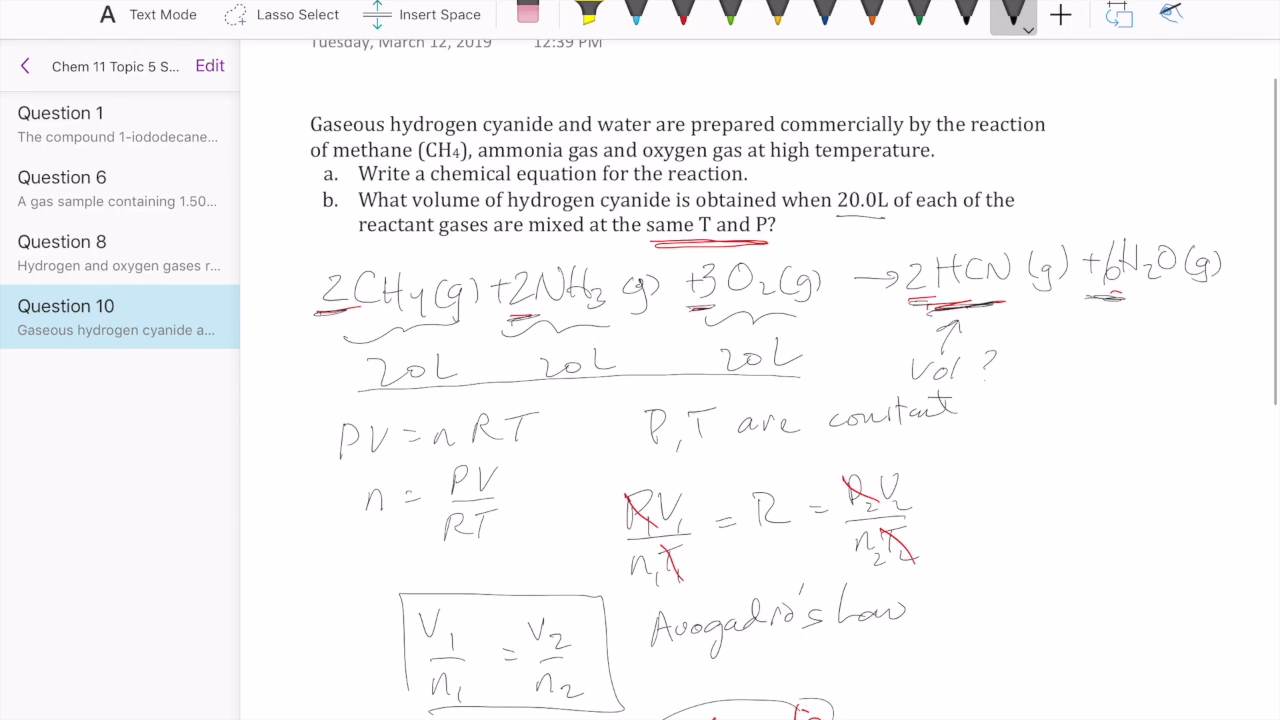 A Text Mode Lasso Select Insert Space
Tuesday, March 12, 2019 12:39 PM
Chem 11 Topic 5 S... Edit
Question 1
The compound 1-iododecane...
Question 6
A gas sample containing 1.50...
Question 8
Hydrogen and oxygen gases r...
Question 10
Gaseous hydrogen cyanide a...
Gaseous hydrogen cyanide and water are prepared commercially by the reaction
of methane (CH4), ammonia gas and oxygen gas at high temperature.
a. Write a chemical equation for the reaction.
b. What volume of hydrogen cyanide is obtained when 20.0L of each of the
reactant gases are mixed at the same T and P?
2CH4(g) + 2NH3(g) + 3O2(g) → 2HCN(g) + 6H2O(g)
20L 20L 20L Vol?
PV = nRT P, T are constant
n = PV/RT P1V1/n1T1 = R = P2V2/n2T2
Avogadro's Law
V1/n1 = V2/n2